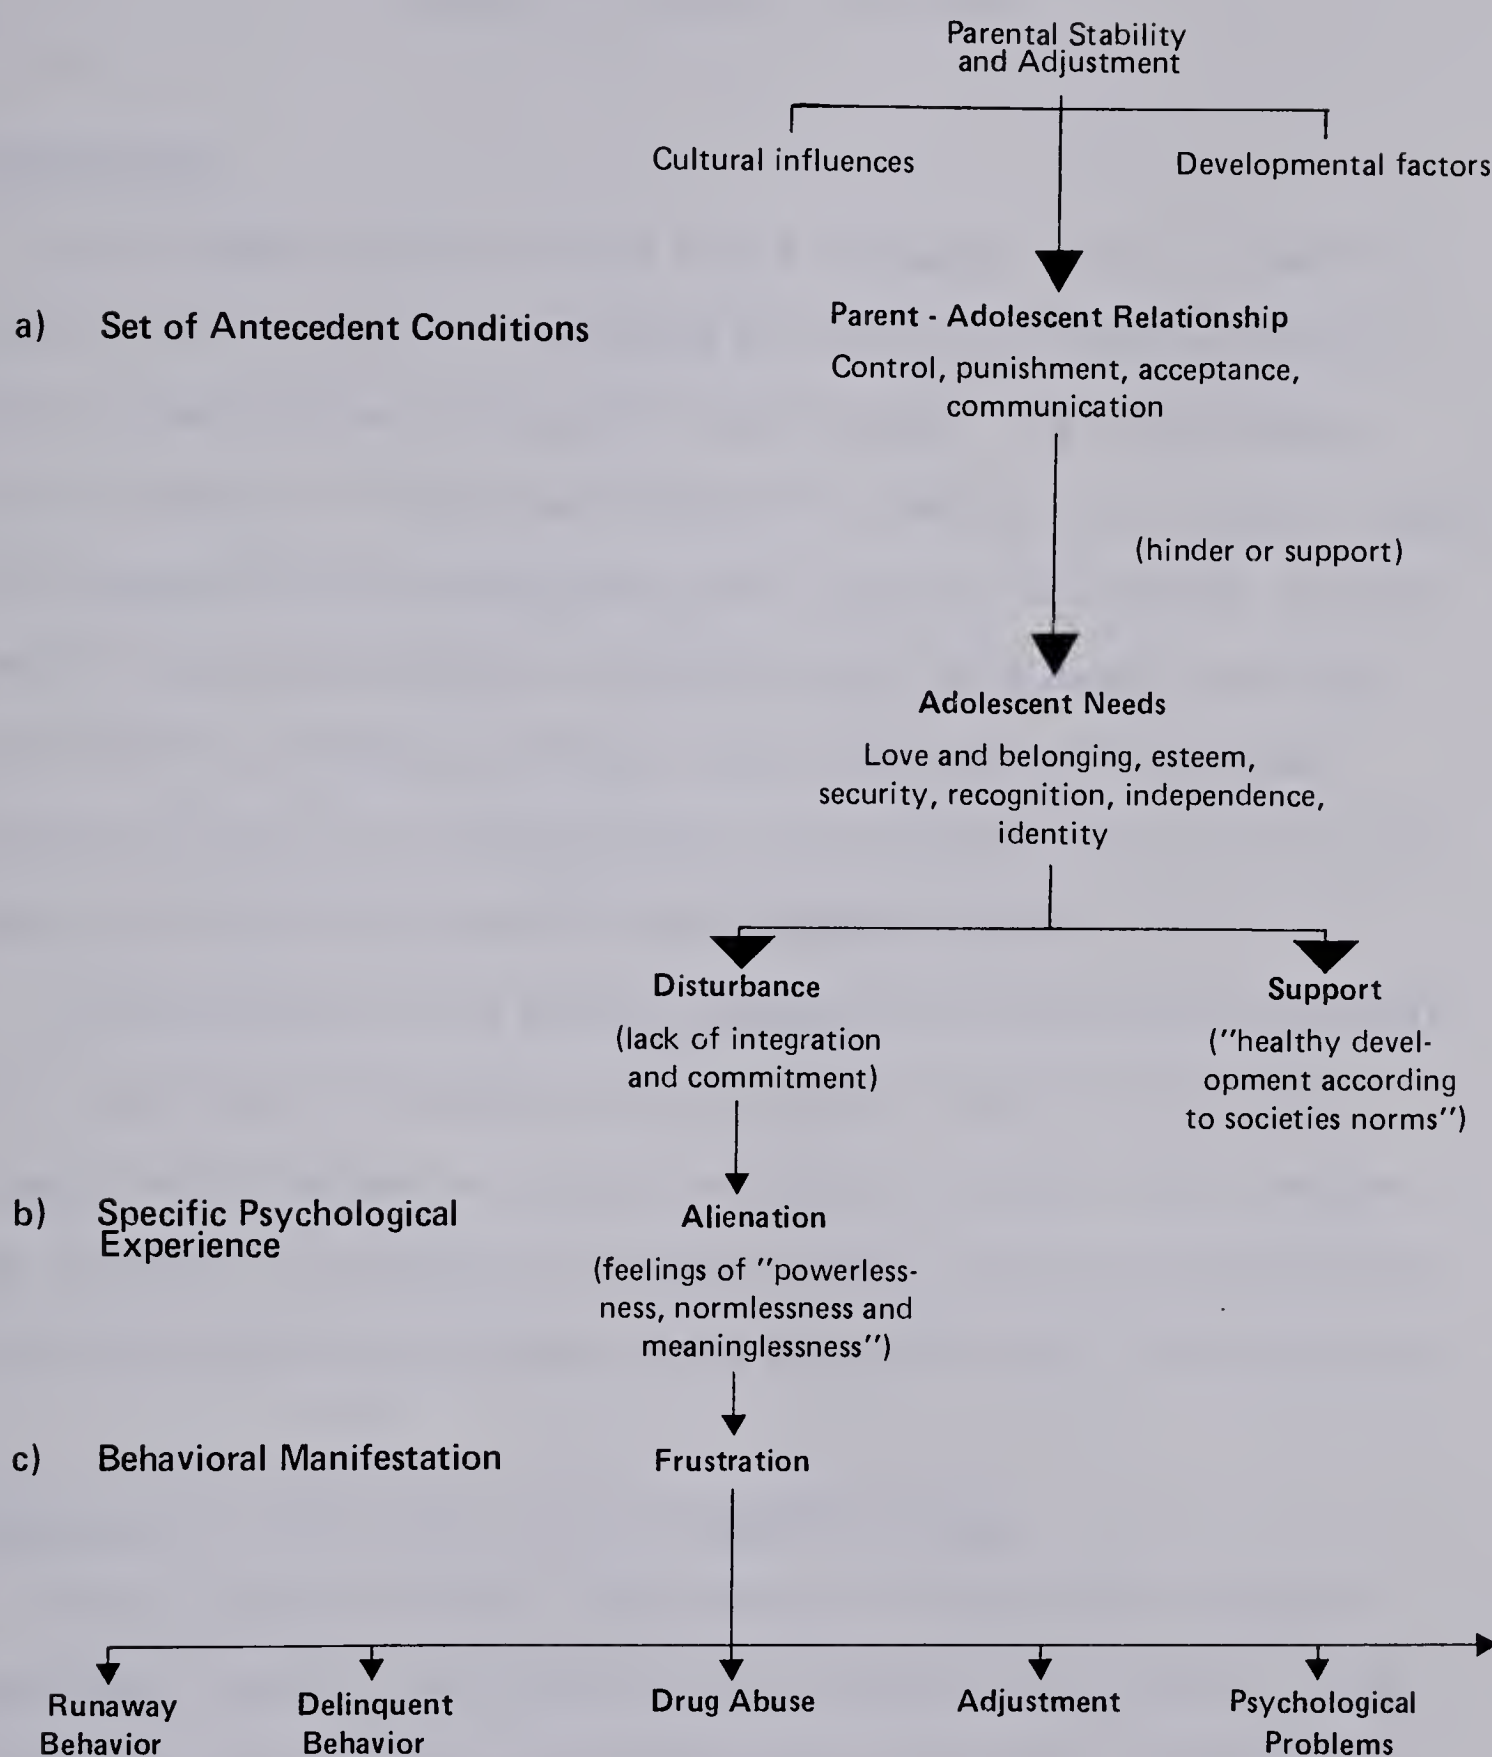 Parental Stability
and Adjustment
Cultural influences
Developmental factors
a) Set of Antecedent Conditions
Parent - Adolescent Relationship
Control, punishment, acceptance,
communication
(hinder or support)
Adolescent Needs
Love and belonging, esteem,
security, recognition, independence,
identity
Disturbance
(lack of integration
and commitment)
Support
("healthy devel-
opment according
to societies norms")
b) Specific Psychological
Experience
Alienation
(feelings of "powerless-
ness, normlessness and
meaninglessness")
c) Behavioral Manifestation
Frustration
Runaway
Behavior
Delinquent
Behavior
Drug Abuse
Adjustment
Psychological
Problems